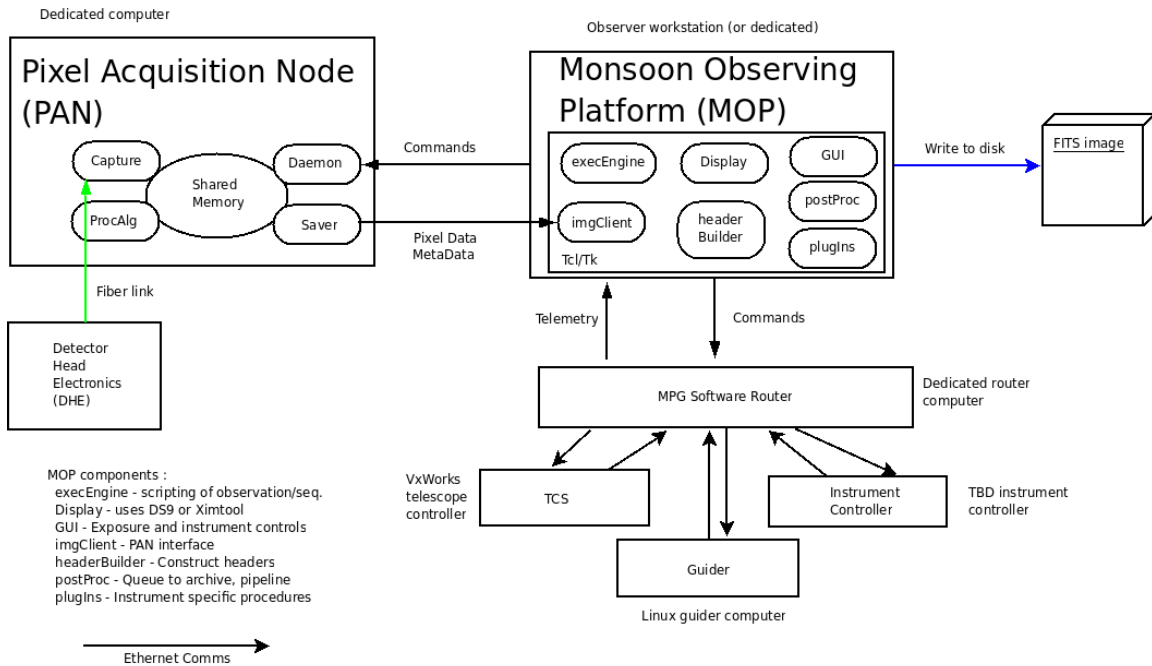 Dedicated computer
Observer workstation (or dedicated)
Pixel Acquisition Node
(PAN)
Monsoon Observing
Platform (MOP)
Capture
Daemon
Shared
Memory
ProcAlg
Saver
Commands
execEngine
Display
GUI
postProc
imgClient
header
Builder
plugIns
Tcl/Tk
Write to disk
FITS image
Pixel Data
MetaData
Fiber link
Telemetry
Commands
Detector
Head
Electronics
(DHE)
MPG Software Router
Dedicated router
computer
VxWorks
telescope
controller
TCS
Instrument
Controller
TBD instrument
controller
Guider
Linux guider computer
MOP components :
execEngine - scripting of observation/seq.
Display - uses DS9 or Ximtool
GUI - Exposure and instrument controls
imgClient - PAN interface
headerBuilder - Construct headers
postProc - Queue to archive, pipeline
plugIns - Instrument specific procedures
Ethernet Comms